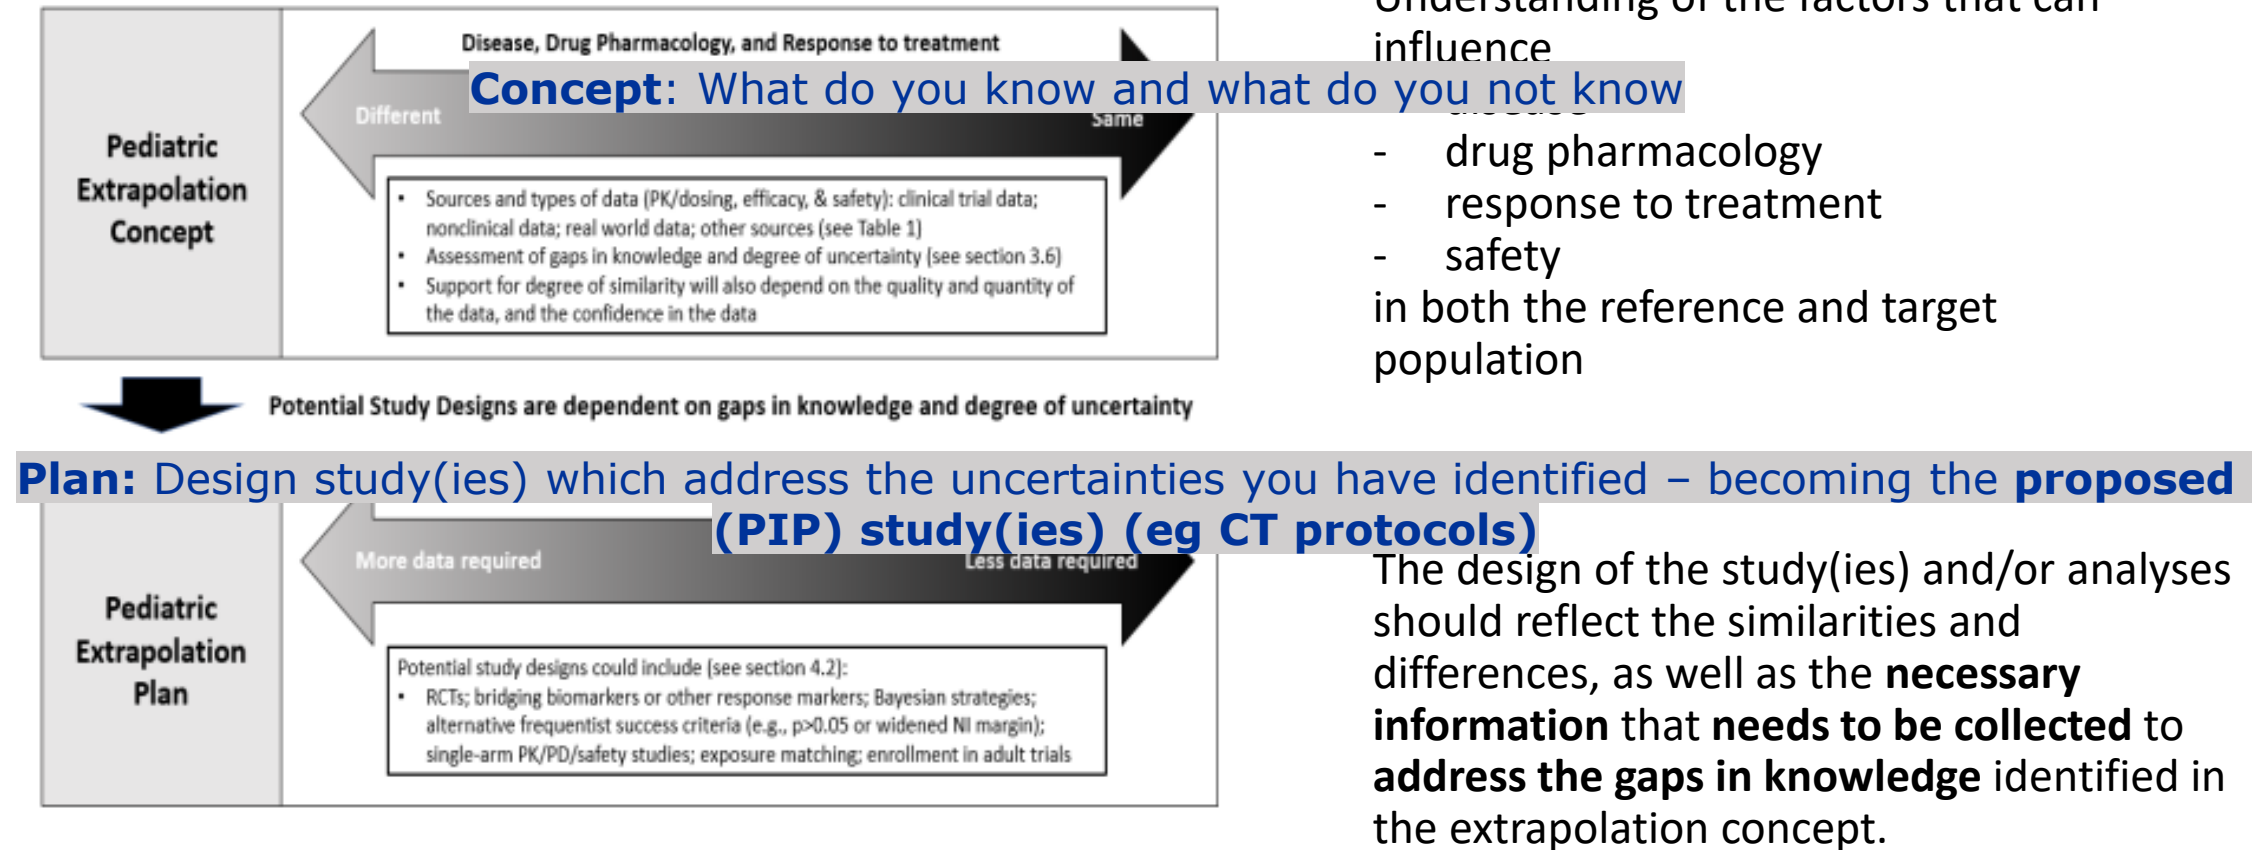 Disease, Drug Pharmacology, and Response to treatment
Concept: What do you know and what do you not know
Different
Same
Pediatric
Extrapolation
Concept
• Sources and types of data (PK/dosing, efficacy, & safety): clinical trial data;
nonclinical data; real world data; other sources (see Table 1)
• Assessment of gaps in knowledge and degree of uncertainty (see section 3.6)
• Support for degree of similarity will also depend on the quality and quantity of
the data, and the confidence in the data
Understanding of the factors that can
influence
disease
- drug pharmacology
- response to treatment
- safety
in both the reference and target
population
Potential Study Designs are dependent on gaps in knowledge and degree of uncertainty
Plan: Design study(ies) which address the uncertainties you have identified – becoming the proposed
(PIP) study(ies) (eg CT protocols)
More data required
Less data required
Pediatric
Extrapolation
Plan
Potential study designs could include (see section 4.2):
• RCTs; bridging biomarkers or other response markers; Bayesian strategies;
alternative frequentist success criteria (e.g., p>0.05 or widened NI margin);
single-arm PK/PD/safety studies; exposure matching; enrollment in adult trials
The design of the study(ies) and/or analyses
should reflect the similarities and
differences, as well as the necessary
information that needs to be collected to
address the gaps in knowledge identified in
the extrapolation concept.